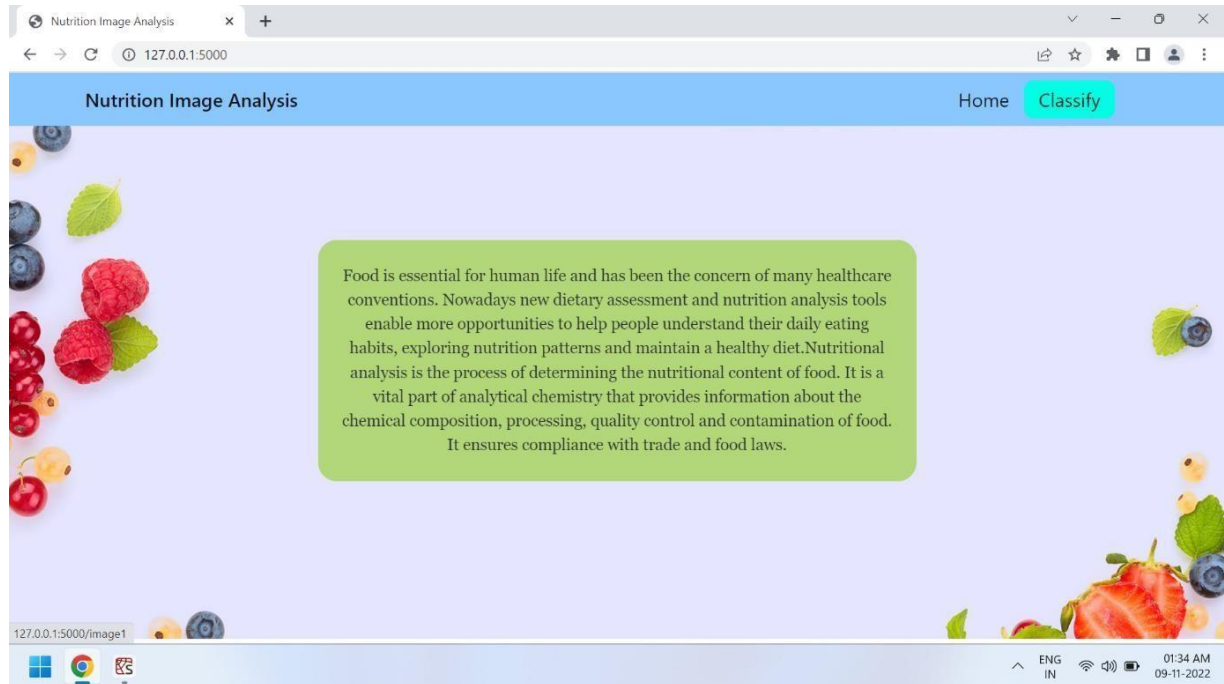 Nutrition Image Analysis
127.0.0.1:5000
Nutrition Image Analysis
Home
Classify
Food is essential for human life and has been the concern of many healthcare
conventions. Nowadays new dietary assessment and nutrition analysis tools
enable more opportunities to help people understand their daily eating
habits, exploring nutrition patterns and maintain a healthy diet.Nutritional
analysis is the process of determining the nutritional content of food. It is a
vital part of analytical chemistry that provides information about the
chemical composition, processing, quality control and contamination of food.
It ensures compliance with trade and food laws.
127.0.0.1:5000/image1
ENG
IN
01:34 AM
09-11-2022